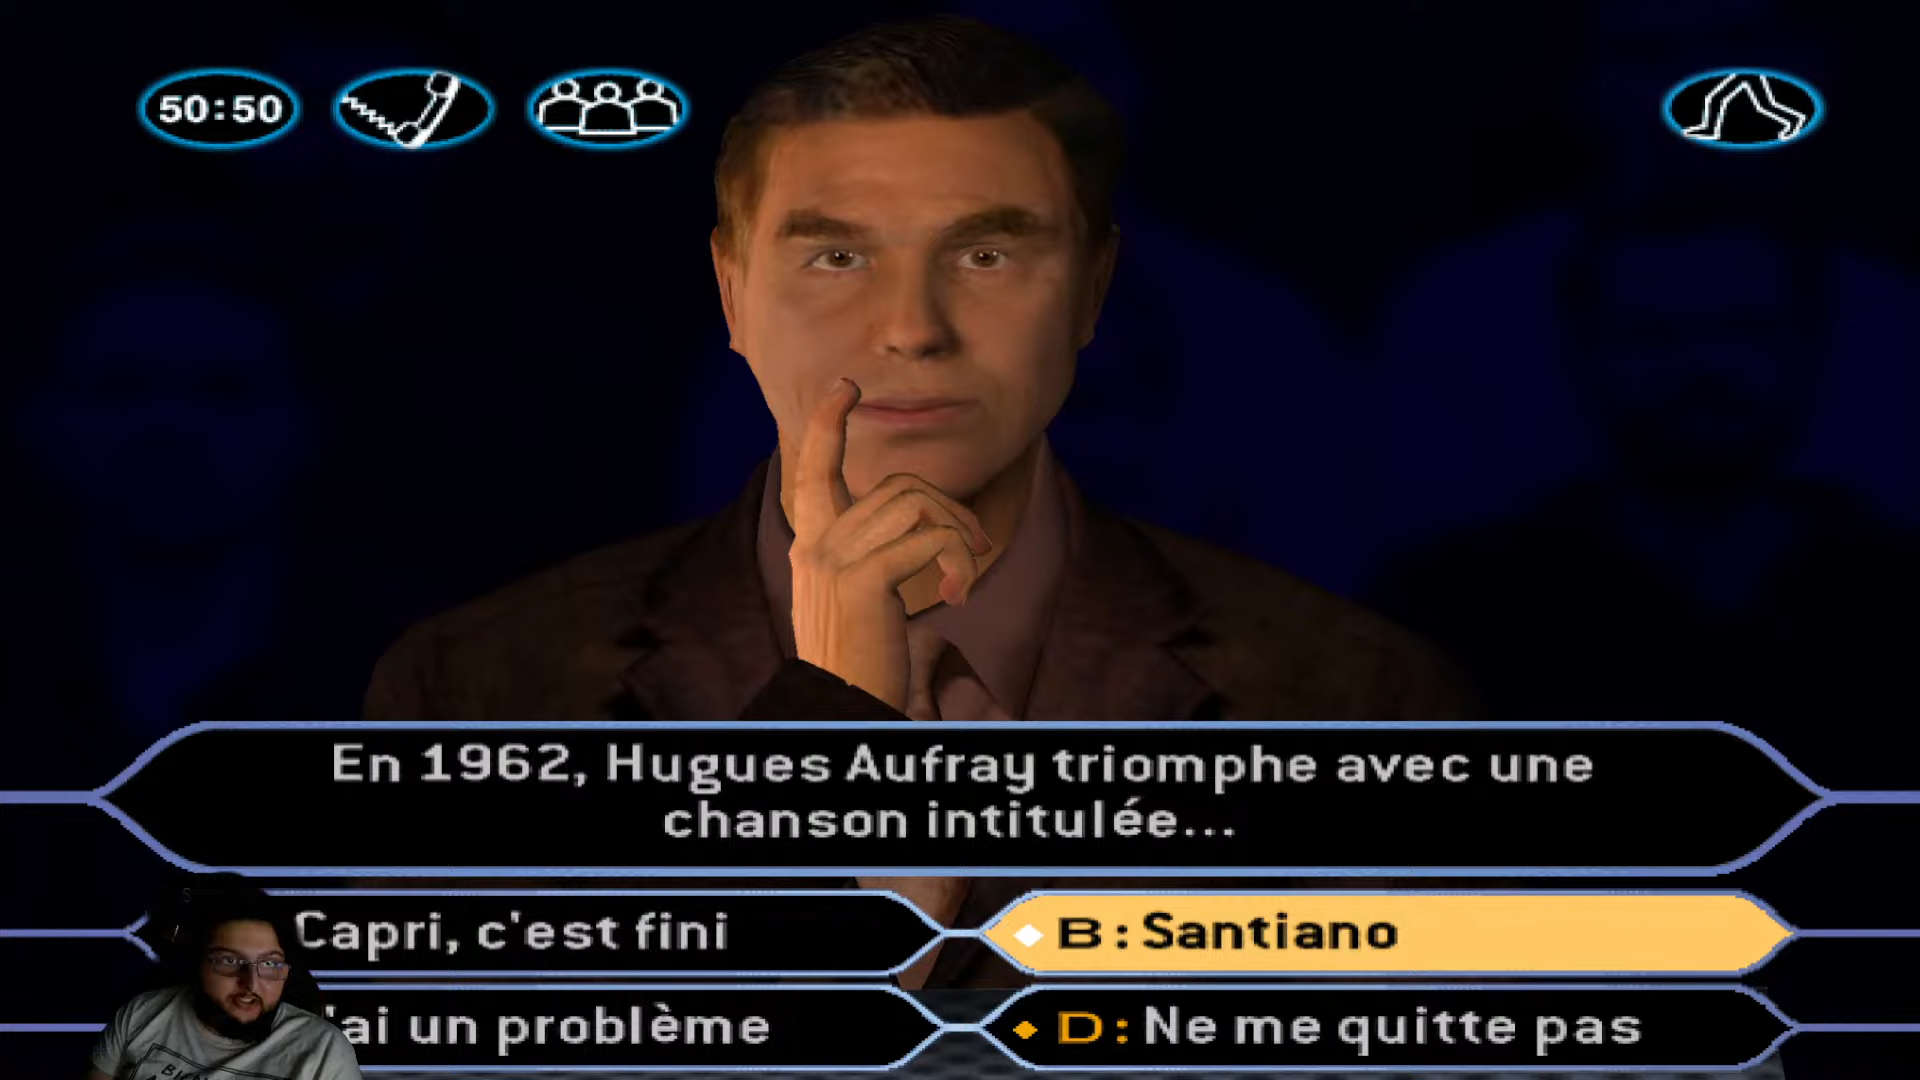 50:50
En 1962, Hugues Aufray triomphe avec une
chanson intitulée...
Capri, c'est fini
B: Santiano
'ai un problème
D: Ne me quitte pas